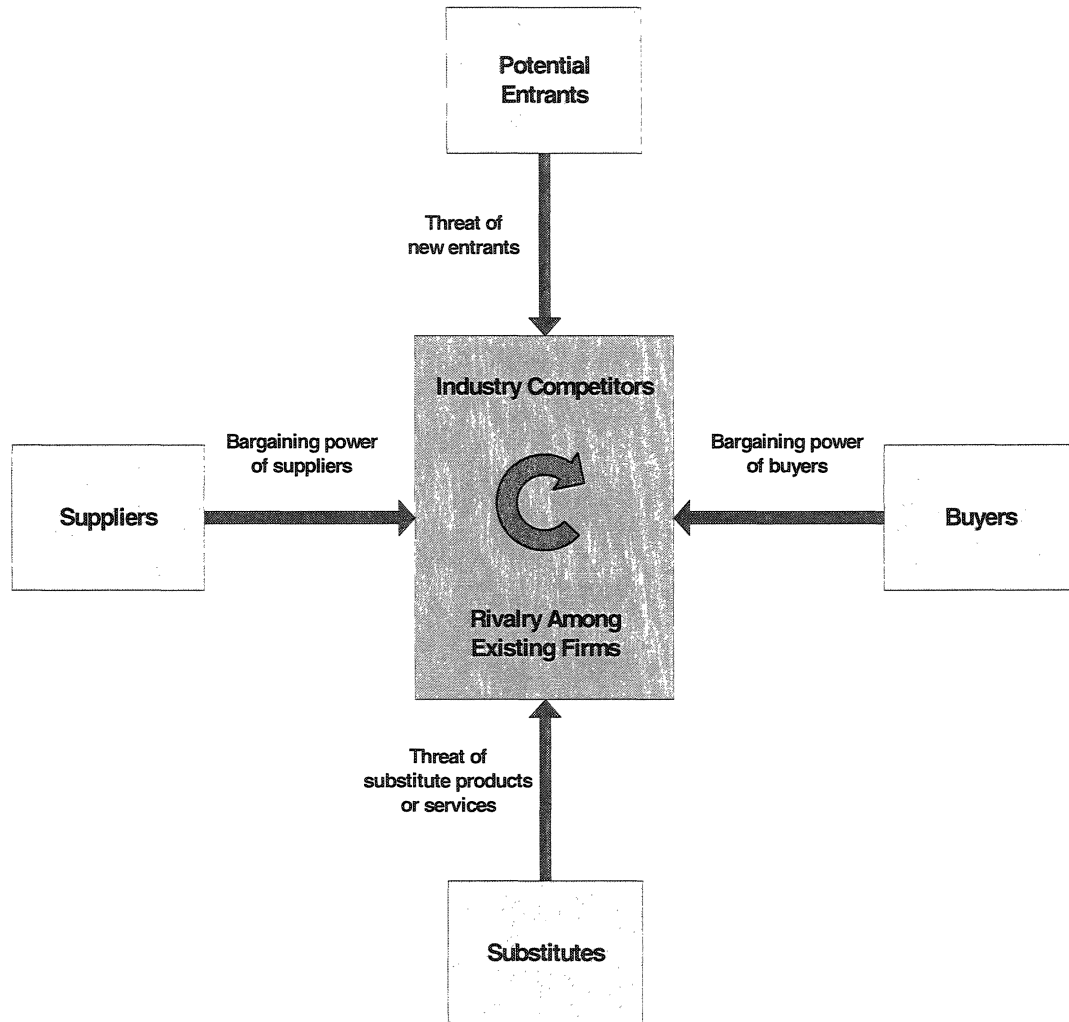 Potential
Entrants
Threat of
new entrants
Industry Competitors
Bargaining power
of suppliers
Bargaining power
of buyers
Suppliers
Buyers
Rivalry Among
Existing Firms
Threat of
substitute products
or services
Substitutes